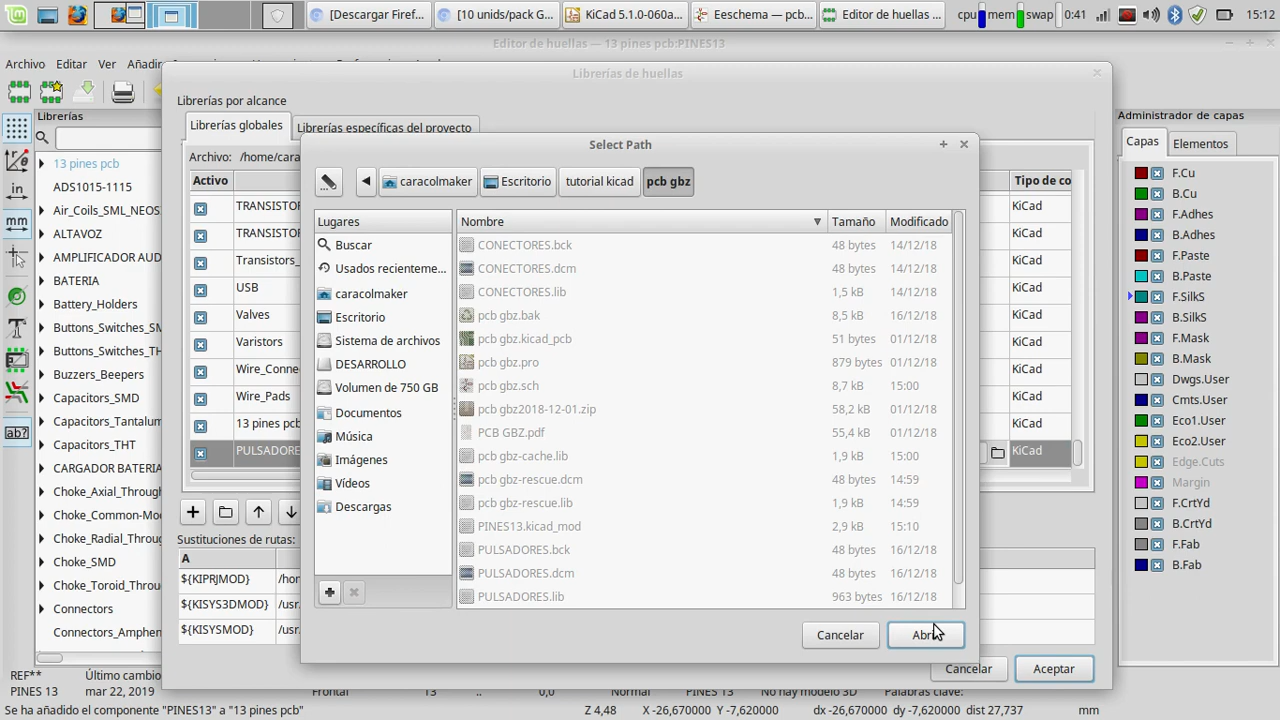 [Descargar Firef...
[10 unids/pack G...
KiCad 5.1.0-060a...
Eeschema — pcb...
Editor de huellas ...
cpu
mem
swap
0:41
15:12
Editor de huellas — 13 pines pcb:PINES13
Archivo
Editar
Ver
Añadir
Librerías de huellas
Librerías
Librerías por alcance
Librerías globales
Librerías específicas del proyecto
Archivo: /home/cara
Activo
Tipo de co
TRANSISTOR
KiCad
TRANSISTOR
KiCad
Transistors_
KiCad
USB
KiCad
Valves
KiCad
Varistors
KiCad
Wire_Conne
KiCad
Wire_Pads
KiCad
13 pines pcb
KiCad
PULSADORE
KiCad
Sustituciones de rutas:
A
${KIPRJMOD}
/hor
${KISYS3DMOD}
/usr.
${KISYSMOD}
/usr.
Cancelar
Aceptar
Select Path
caracolmaker
Escritorio
tutorial kicad
pcb gbz
Lugares
Buscar
Usados recienteme...
caracolmaker
Escritorio
Sistema de archivos
DESARROLLO
Volumen de 750 GB
Documentos
Música
Imágenes
Vídeos
Descargas
Nombre
Tamaño
Modificado
CONECTORES.bck 48 bytes 14/12/18
CONECTORES.dcm 48 bytes 14/12/18
CONECTORES.lib 1,5 kB 14/12/18
pcb gbz.bak 8,5 kB 16/12/18
pcb gbz.kicad_pcb 51 bytes 01/12/18
pcb gbz.pro 879 bytes 01/12/18
pcb gbz.sch 8,7 kB 15:00
pcb gbz2018-12-01.zip 58,2 kB 01/12/18
PCB GBZ.pdf 55,4 kB 01/12/18
pcb gbz-cache.lib 1,9 kB 15:00
pcb gbz-rescue.dcm 48 bytes 14:59
pcb gbz-rescue.lib 1,9 kB 14:59
PINES13.kicad_mod 2,9 kB 15:10
PULSADORES.bck 48 bytes 16/12/18
PULSADORES.dcm 48 bytes 16/12/18
PULSADORES.lib 963 bytes 16/12/18
Cancelar
in
mm
T
ab?
13 pines pcb
ADS1015-1115
Air_Coils_SML_NEOS
ALTAVOZ
AMPLIFICADOR AUD
BATERIA
Battery_Holders
Buttons_Switches_SM
Buttons_Switches_TH
Buzzers_Beepers
Capacitors_SMD
Capacitors_Tantalum
Capacitors_THT
CARGADOR BATERIA
Choke_Axial_Through
Choke_Common-Mod
Choke_Radial_Throug
Choke_SMD
Choke_Toroid_Throug
Connectors
Connectors_Amphenol
Administrador de capas
Capas
Elementos
F.Cu
B.Cu
F.Adhes
B.Adhes
F.Paste
B.Paste
F.SilkS
B.SilkS
F.Mask
B.Mask
Dwgs.User
Cmts.User
Eco1.User
Eco2.User
Edge.Cuts
Margin
F.CrtYd
B.CrtYd
F.Fab
B.Fab
REF**
PINES 13
Último cambio
mar 22, 2019
Frontal
13
..
0,0
Normal
PINES 13
No hay modelo 3D
Palabras clave:
Se ha añadido el componente "PINES13" a "13 pines pcb"
Z 4,48
X -26,670000 Y -7,620000
dx -26,670000 dy -7,620000 dist 27,737
mm